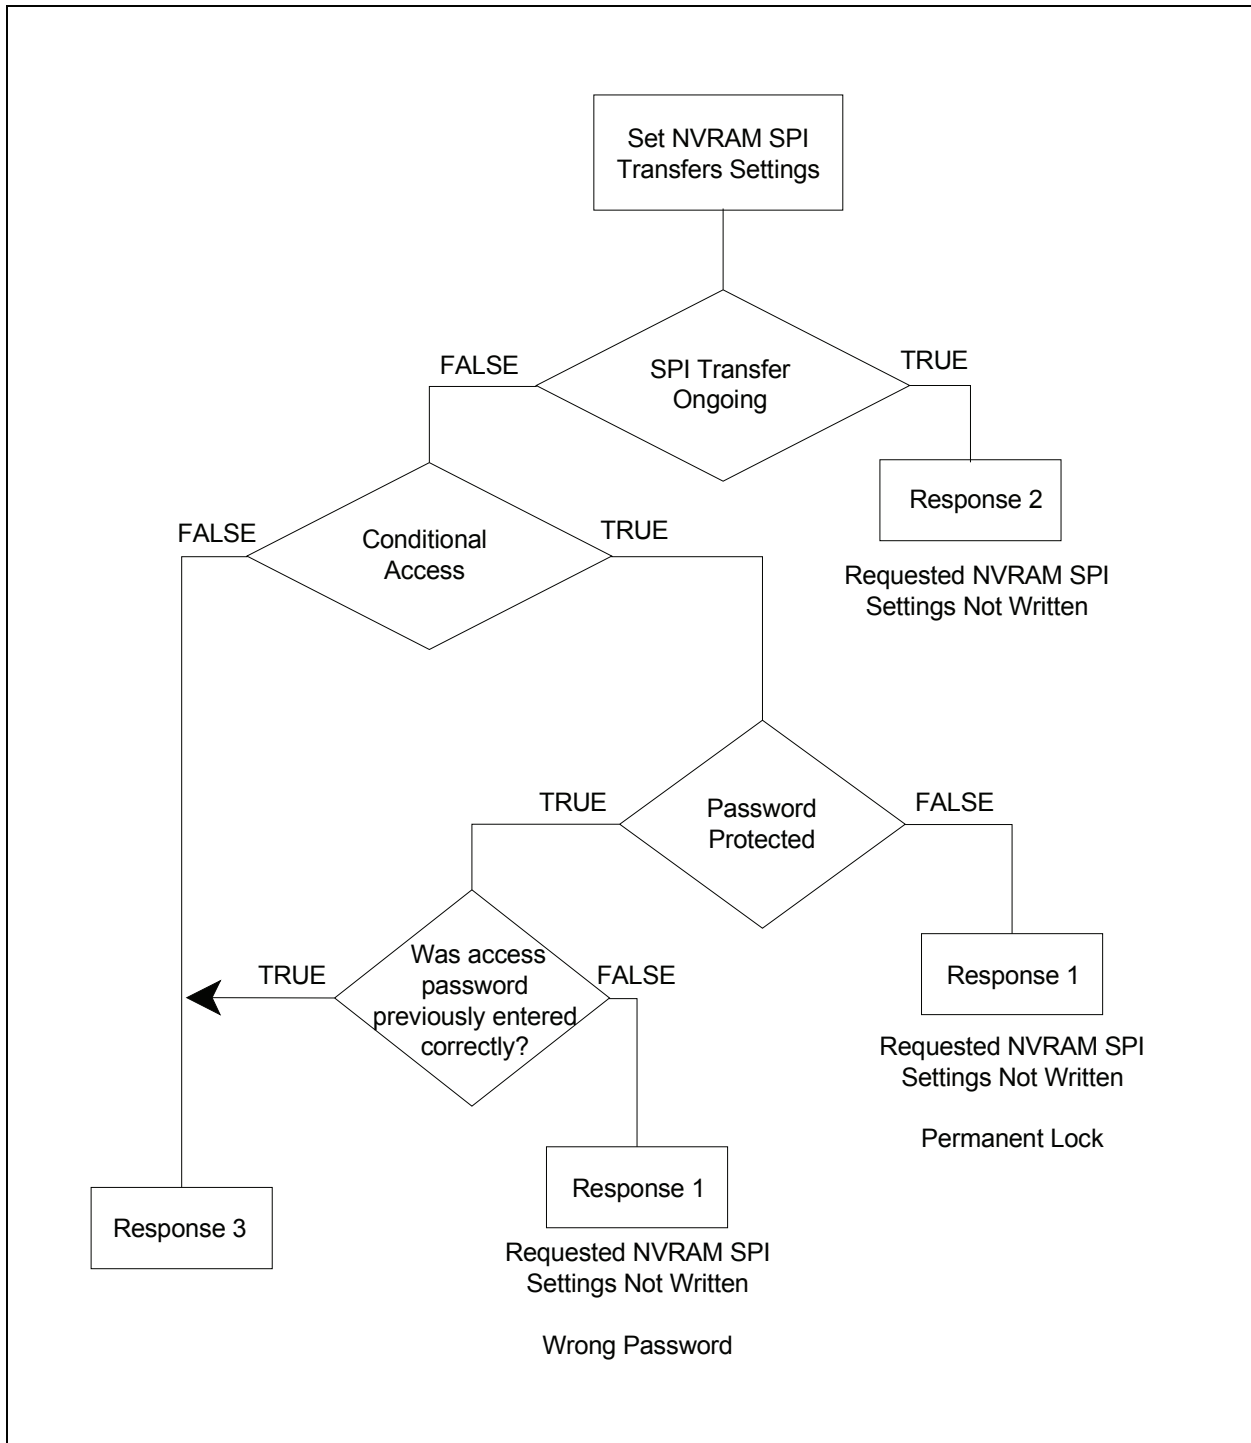 Set NVRAM SPI
Transfers Settings
FALSE
TRUE
SPI Transfer
Ongoing
Response 2
Requested NVRAM SPI
Settings Not Written
FALSE
TRUE
Conditional
Access
TRUE
FALSE
Password
Protected
Response 1
Requested NVRAM SPI
Settings Not Written
Permanent Lock
TRUE
FALSE
Was access
password
previously entered
correctly?
Response 1
Requested NVRAM SPI
Settings Not Written
Wrong Password
Response 3